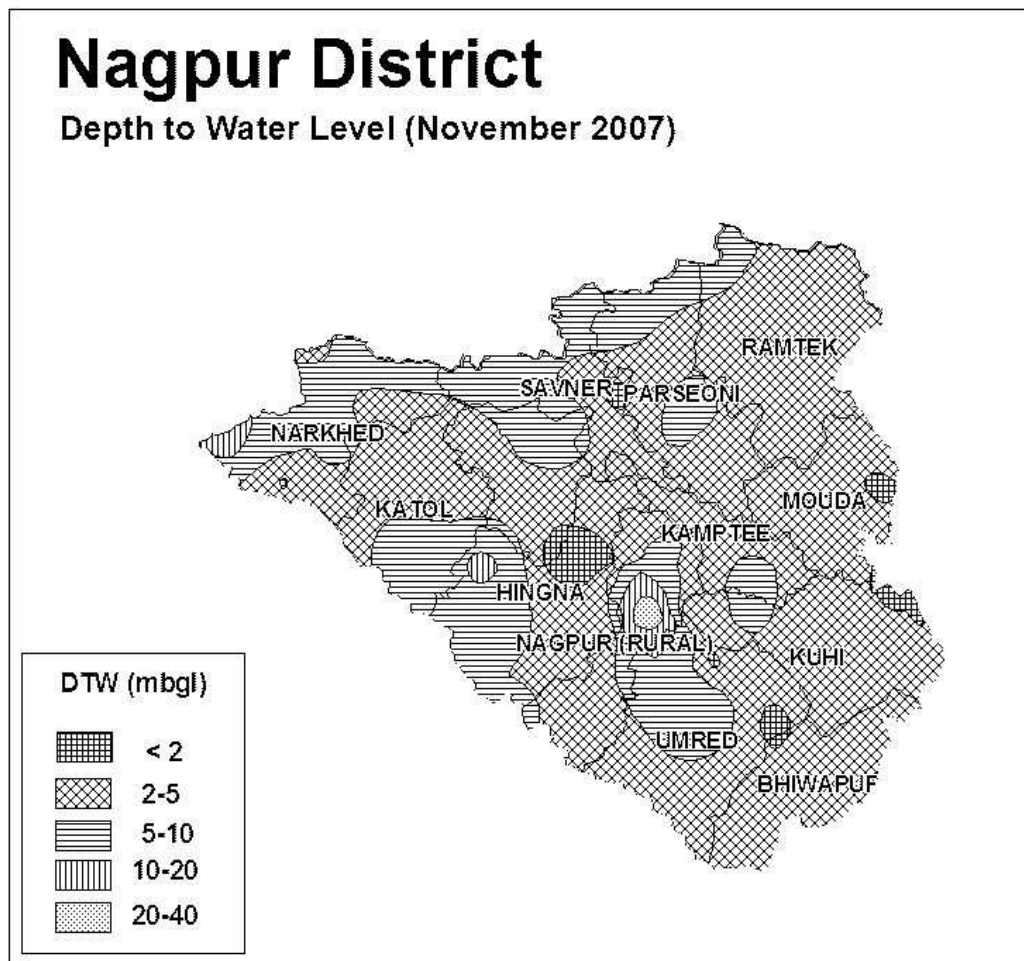 Nagpur District
Depth to Water Level (November 2007)
RAMTEK
SAVNER
PARSEONI
NARKHED
MOUDA
KATOL
KAMPTEE
HINGNA
NAGPUR (RURAL)
KUHI
UMRED
BHIWAPUR
DTW (mbgl)
< 2
2-5
5-10
10-20
20-40